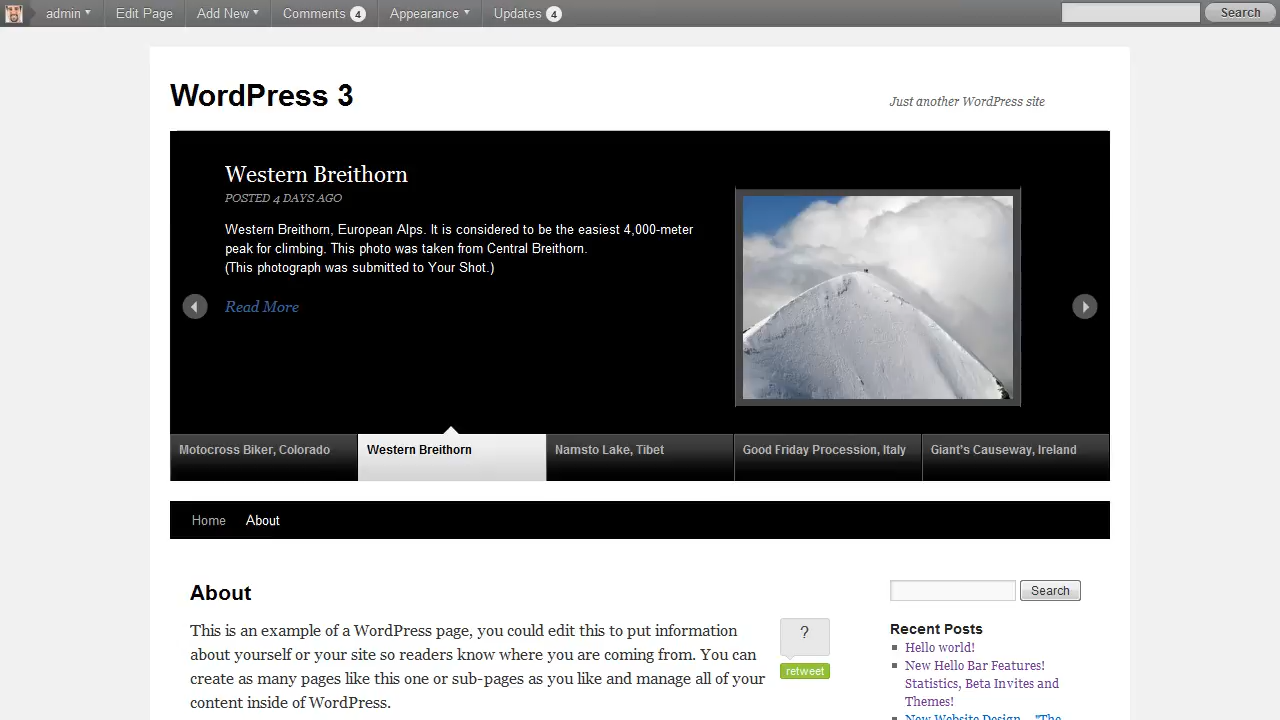 admin Edit Page Add New Comments 4 Appearance Updates 4 Search
WordPress 3
Just another WordPress site
Western Breithorn
POSTED 4 DAYS AGO
Western Breithorn, European Alps. It is considered to be the easiest 4,000-meter
peak for climbing. This photo was taken from Central Breithorn.
(This photograph was submitted to Your Shot.)
Read More
Motocross Biker, Colorado Western Breithorn Namsto Lake, Tibet Good Friday Procession, Italy Giant's Causeway, Ireland
Home About
About
This is an example of a WordPress page, you could edit this to put information
about yourself or your site so readers know where you are coming from. You can
create as many pages like this one or sub-pages as you like and manage all of your
content inside of WordPress.
?
retweet
Search
Recent Posts
Hello world!
New Hello Bar Features!
Statistics, Beta Invites and
Themes!
New Website Design – "The